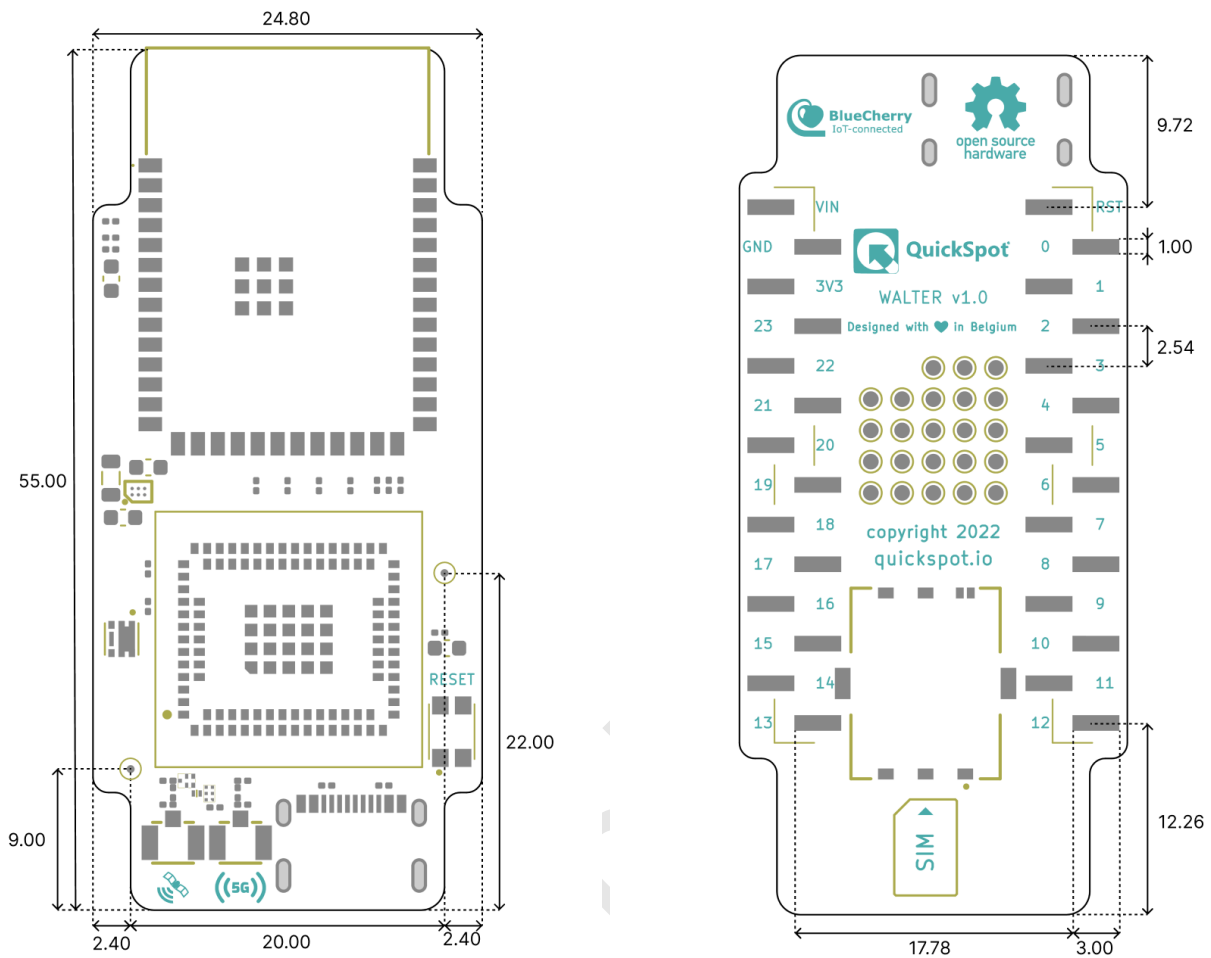 24.80
55.00
RESET
22.00
9.00
5G
2.40
20.00
2.40
BlueCherry
IoT-connected
open source
hardware
9.72
VIN
RST
GND
QuickSpot
0
1.00
3V3
WALTER v1.0
1
23
Designed with ♥ in Belgium
2
2.54
22
3
21
4
20
5
19
6
18
copyright 2022
7
17
quickspot.io
8
16
9
15
10
14
11
13
12
SIM
12.26
17.78
3.00